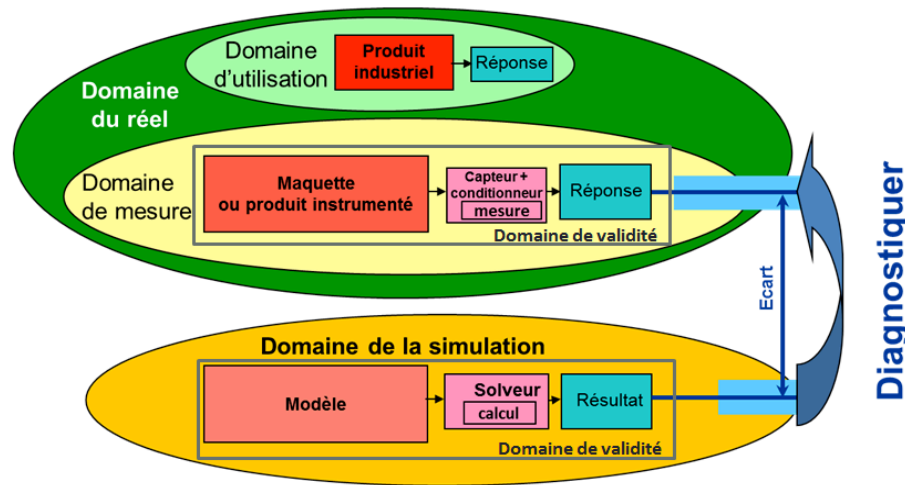 Domaine
d'utilisation
Produit
industriel
Réponse
Domaine
du réel
Domaine
de mesure
Maquette
ou produit instrumenté
Capteur +
conditionneur
mesure
Réponse
Domaine de validité
Ecart
Diagnostiquer
Domaine de la simulation
Modèle
Solveur
calcul
Résultat
Domaine de validité